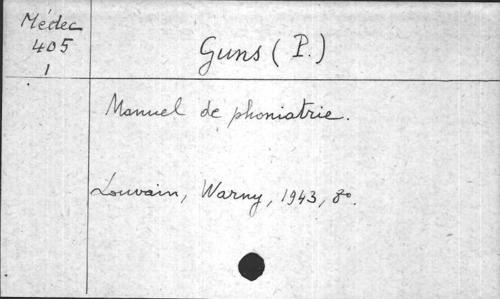 Médec
405
1
Guns (P.)
Manuel de phoniatrie.
Louvain, Warny, 1943, 8°.